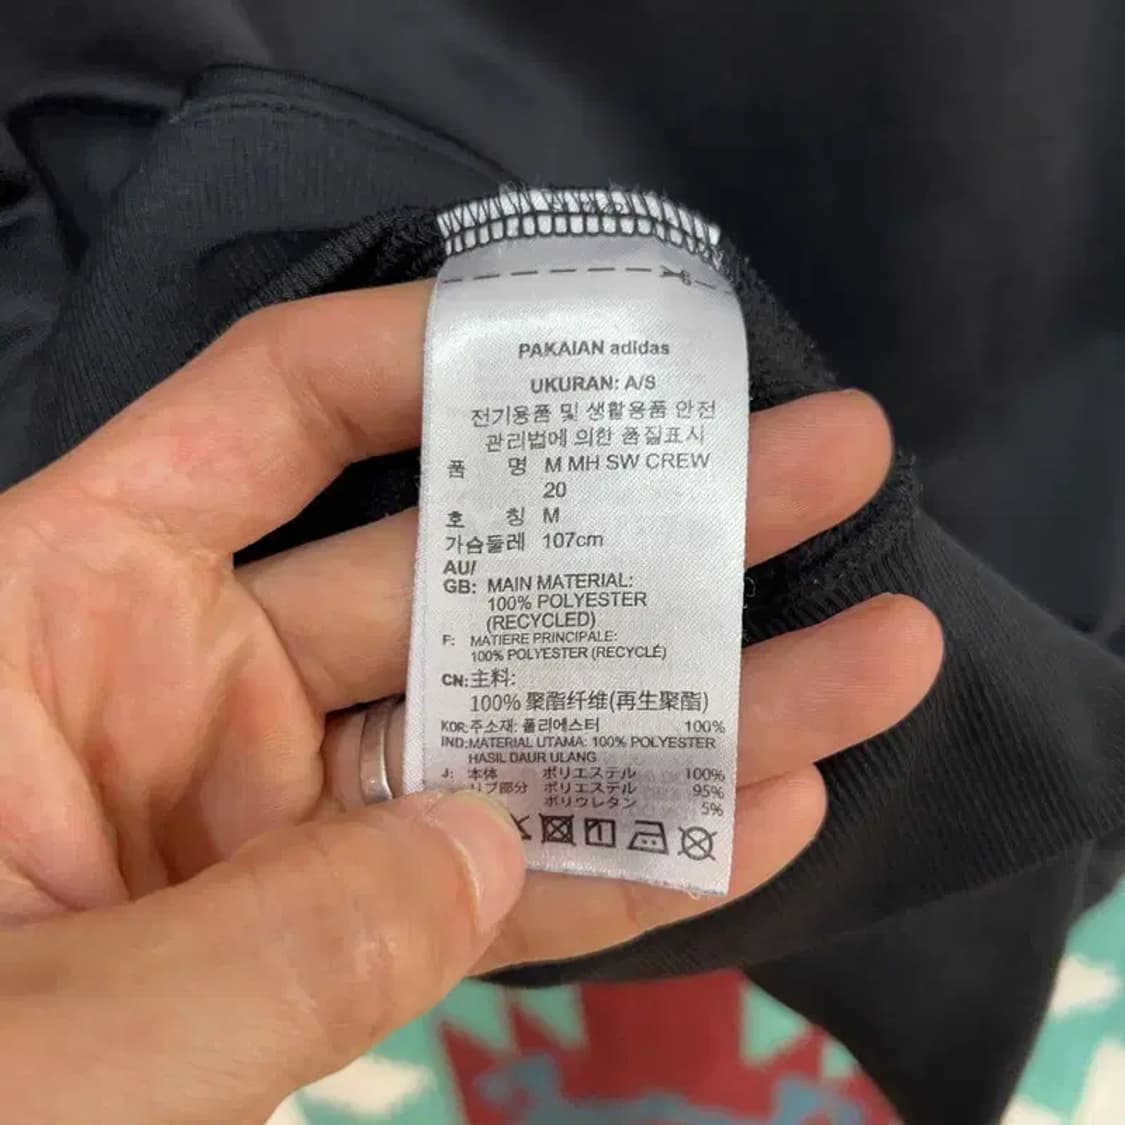 PAKAIAN adidas
UKURAN: A/S
전기용품 및 생활용품 안전
관리법에 의한 품질표시
품 명 M MH SW CREW
20
호 칭 M
가슴둘레 107cm
AU/
GB: MAIN MATERIAL:
100% POLYESTER
(RECYCLED)
F: MATIERE PRINCIPALE:
100% POLYESTER (RECYCLÉ)
CN:主料:
100% 聚酯纤维(再生聚酯)
KOR:주소재: 폴리에스터 100%
IND:MATERIAL UTAMA: 100% POLYESTER
HASIL DAUR ULANG
J: 本体 ポリエステル 100%
リブ部分 ポリエステル 95%
ポリウレタン 5%